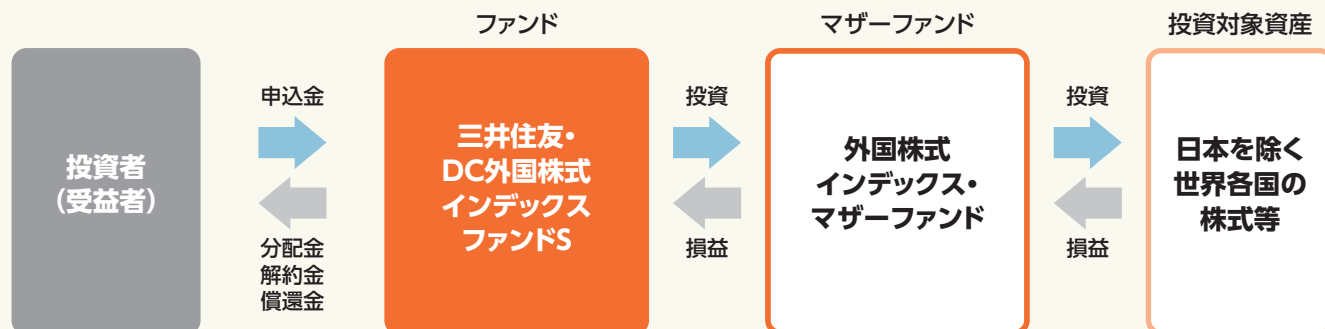 ファンド
マザーファンド
投資対象資産
投資者
(受益者)
申込金
分配金
解約金
償還金
三井住友・
DC外国株式
インデックス
ファンドS
投資
損益
外国株式
インデックス・
マザーファンド
投資
損益
日本を除く
世界各国の
株式等